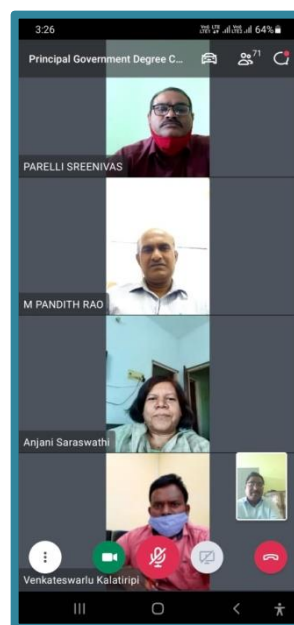 3:26
64%
Principal Government Degree C...
71
PARELLI SREENIVAS
M PANDITH RAO
Anjani Saraswathi
Venkateswarlu Kalatiripi